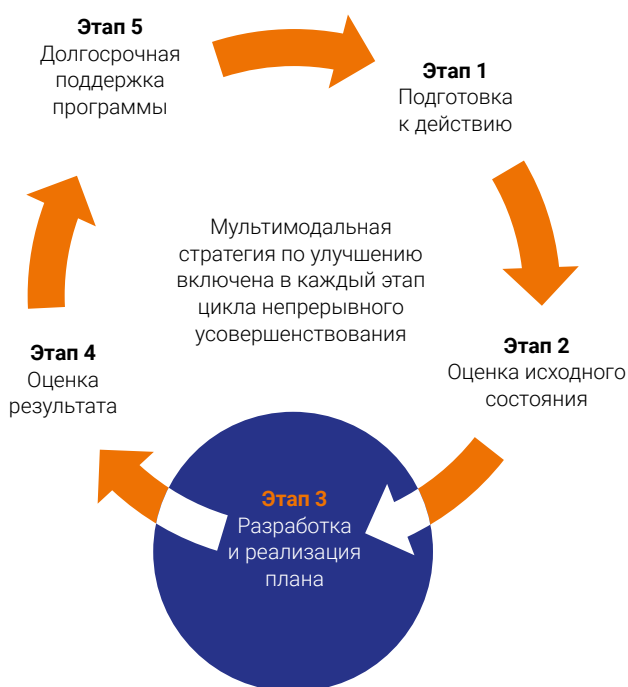 Этап 5
Долгосрочная
поддержка
программы
Этап 1
Подготовка
к действию
Мультимодальная
стратегия по улучшению
включена в каждый этап
цикла непрерывного
усовершенствования
Этап 2
Оценка исходного
состояния
Этап 4
Оценка
результата
Этап 3
Разработка
и реализация
плана